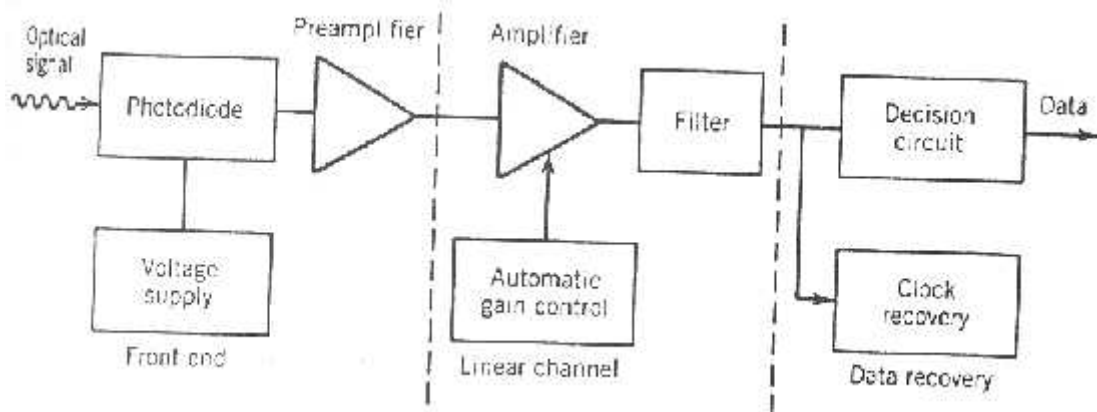 Optical
signal
Photodiode
Preamplifier
Amplifier
Filter
Decision
circuit
Data
Voltage
supply
Front end
Automatic
gain control
Linear channel
Clock
recovery
Data recovery